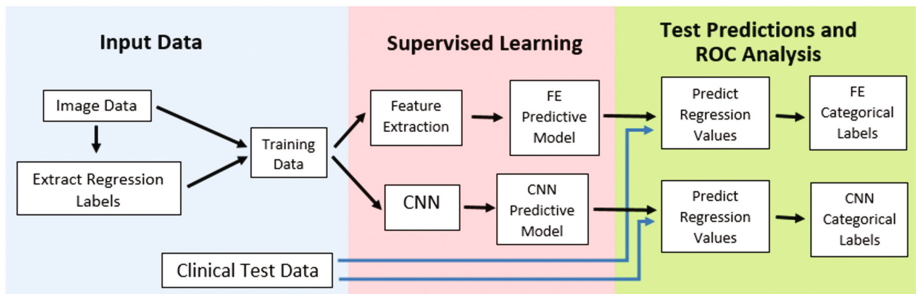 Input Data
Image Data
Extract Regression
Labels
Training
Data
Clinical Test Data
Supervised Learning
Feature
Extraction
FE
Predictive
Model
CNN
CNN
Predictive
Model
Test Predictions and
ROC Analysis
Predict
Regression
Values
FE
Categorical
Labels
Predict
Regression
Values
CNN
Categorical
Labels